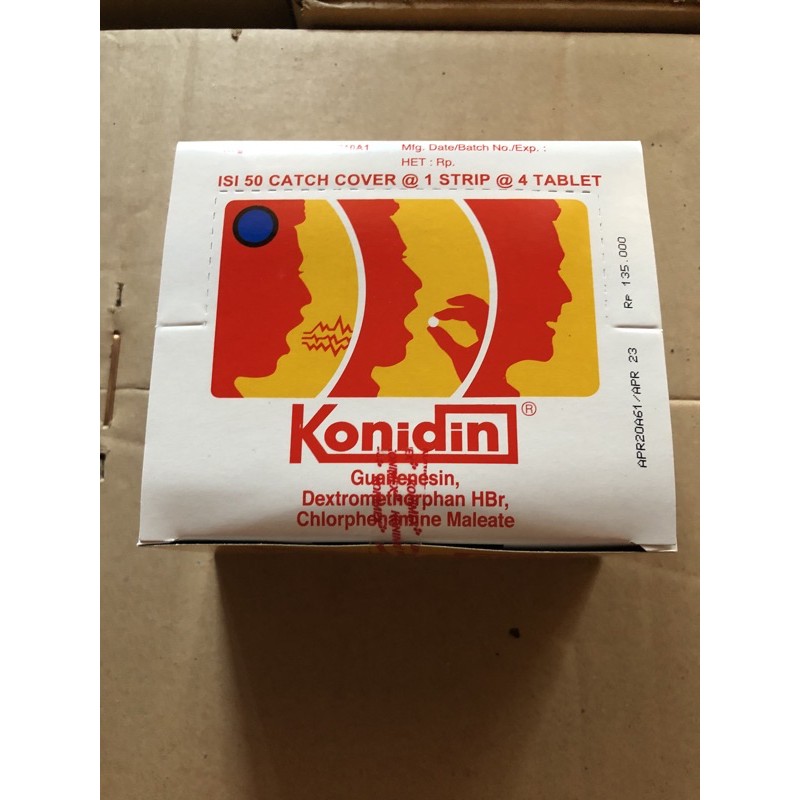 Mfg. Date/Batch No./Exp. :
HET : Rp.
ISI 50 CATCH COVER @ 1 STRIP @ 4 TABLET
Rp 135.000
APR20A61/APR 23
Konidin®
Guaifenesin,
Dextromethorphan HBr,
Chlorphenamine Maleate